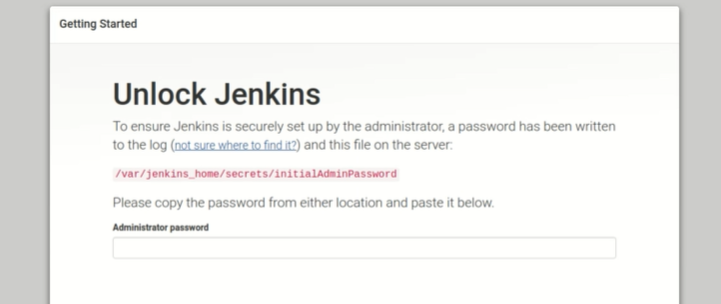 Getting Started
Unlock Jenkins
To ensure Jenkins is securely set up by the administrator, a password has been written
to the log (not sure where to find it?) and this file on the server:
/var/jenkins_home/secrets/initialAdminPassword
Please copy the password from either location and paste it below.
Administrator password